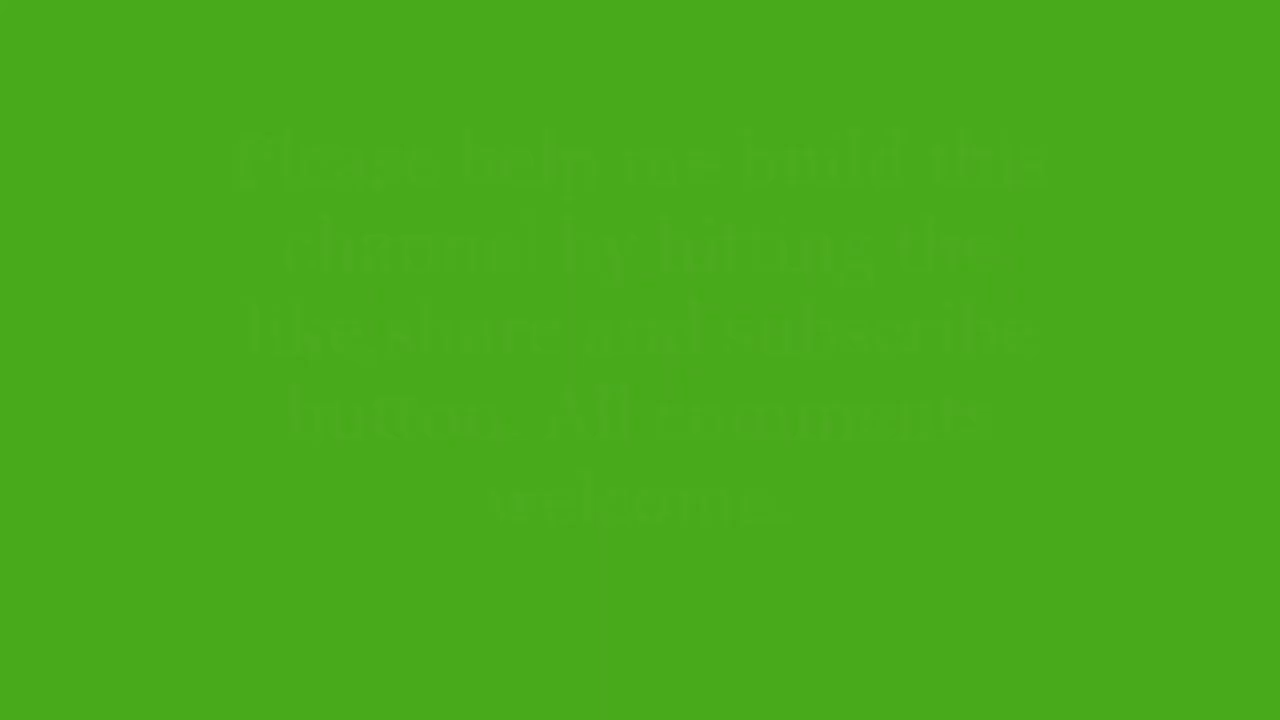 Please help me build this
channel by hitting the
like,share and subscribe
button. All comments
welcome.